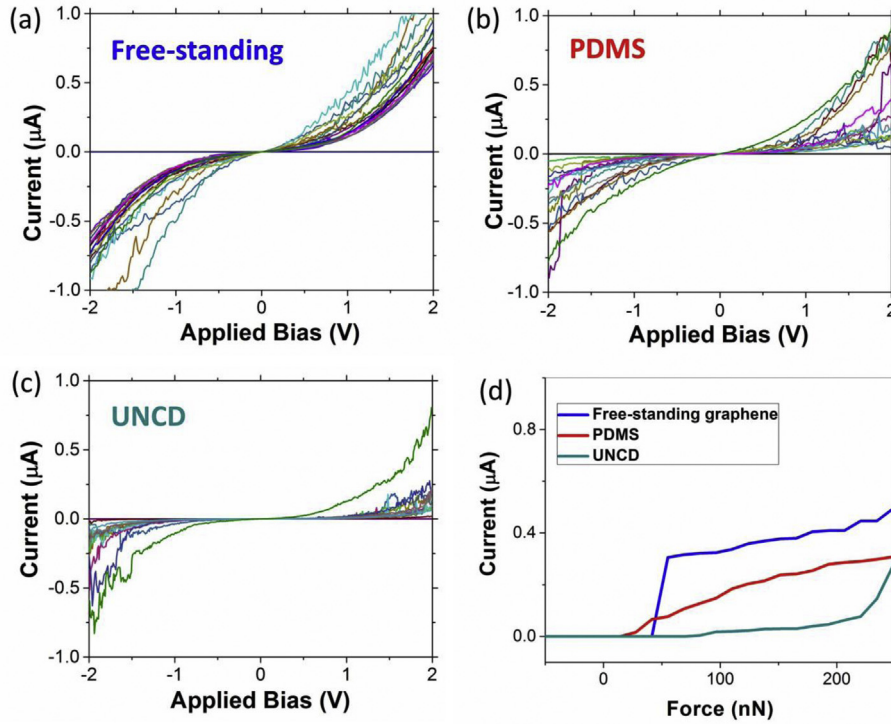 (a)
Free-standing
Current (μA)
1.0
0.5
0.0
-0.5
-1.0
-2
-1
0
1
2
Applied Bias (V)
(b)
PDMS
Current (μA)
1.0
0.5
0.0
-0.5
-1.0
-2
-1
0
1
2
Applied Bias (V)
(c)
UNCD
Current (μA)
1.0
0.5
0.0
-0.5
-1.0
-2
-1
0
1
2
Applied Bias (V)
(d)
Free-standing graphene
PDMS
UNCD
Current (μA)
0.8
0.4
0.0
0
100
200
Force (nN)